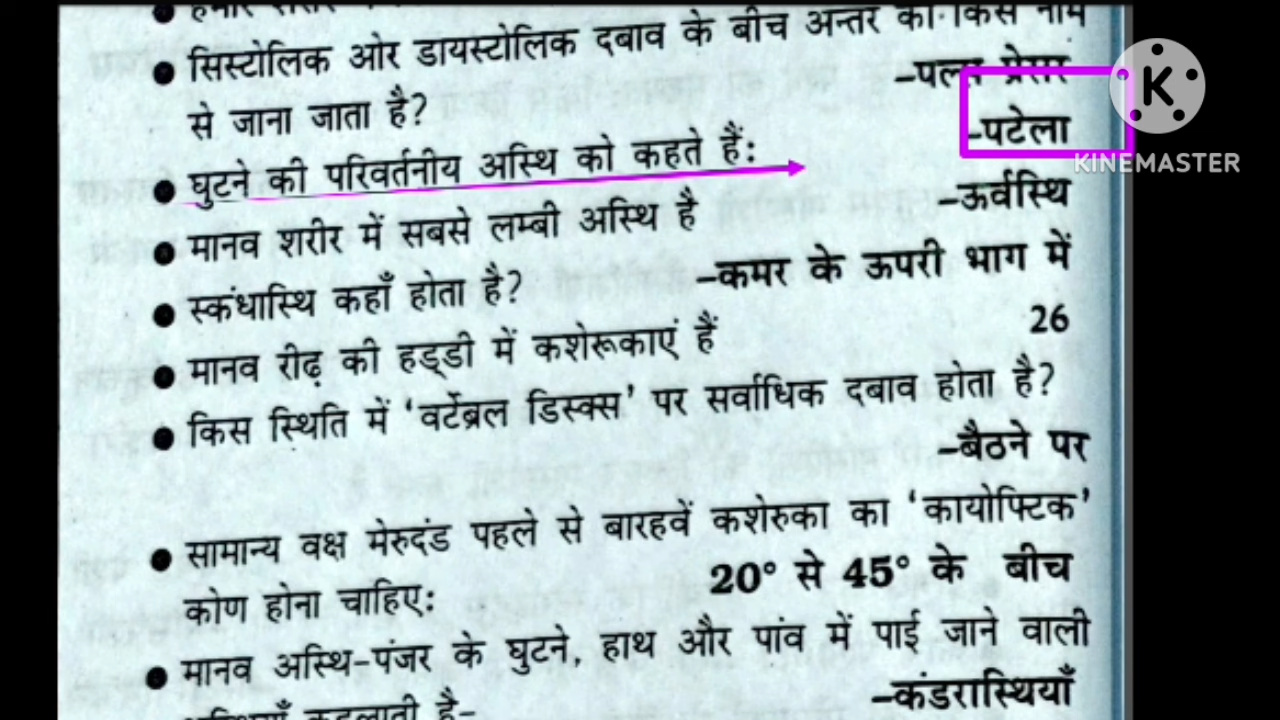 सिस्टोलिक ओर डायस्टोलिक दबाव के बीच अन्तर को किस नाम
से जाना जाता है? –पल्स प्रेसर
घुटने की परिवर्तनीय अस्थि को कहते हैं: –पटेला
मानव शरीर में सबसे लम्बी अस्थि है –ऊर्वस्थि
स्कंधास्थि कहाँ होता है? –कमर के ऊपरी भाग में
मानव रीढ़ की हड्डी में कशेरूकाएं हैं 26
किस स्थिति में ‘वर्टेब्रल डिस्क्स’ पर सर्वाधिक दबाव होता है?
–बैठने पर
सामान्य वक्ष मेरुदंड पहले से बारहवें कशेरुका का ‘कायोफ्टिक’
कोण होना चाहिए: 20° से 45° के बीच
मानव अस्थि-पंजर के घुटने, हाथ और पांव में पाई जाने वाली
–कंडरास्थियाँ
K
KINEMASTER